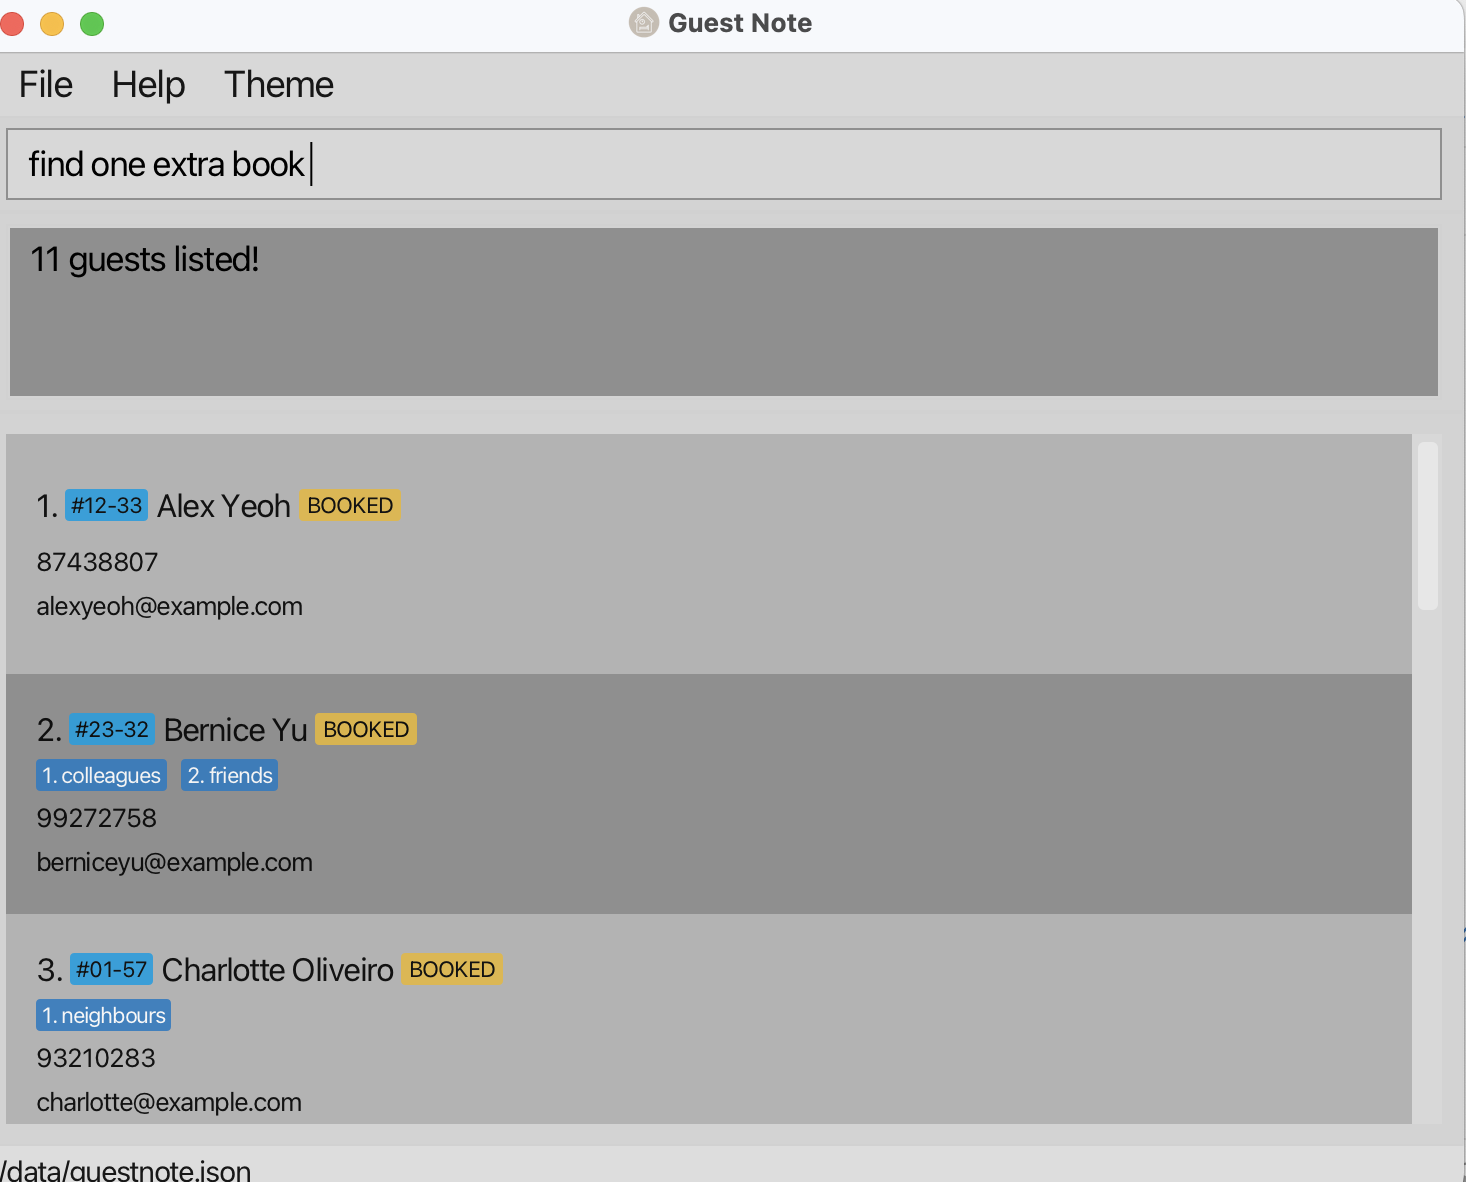 Guest Note
File Help Theme
find one extra book
11 guests listed!
1. #12-33 Alex Yeoh BOOKED
87438807
alexyeoh@example.com
2. #23-32 Bernice Yu BOOKED
1. colleagues 2. friends
99272758
berniceyu@example.com
3. #01-57 Charlotte Oliveiro BOOKED
1. neighbours
93210283
charlotte@example.com
/data/guestnote.json